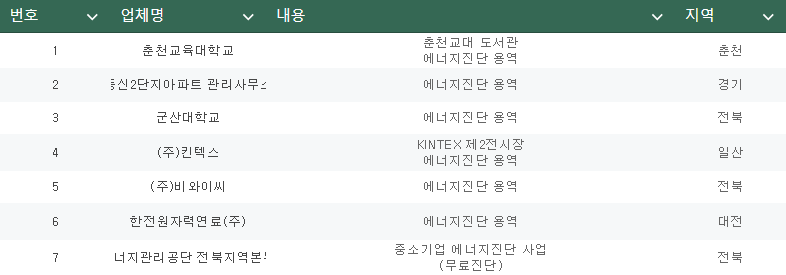 번호 업체명 내용 지역
1 춘천교육대학교 춘천교대 도서관 춘천
에너지진단 용역
2 신2단지아파트 관리사무 에너지진단 용역 경기
3 군산대학교 에너지진단 용역 전북
4 (주)킨텍스 KINTEX 제2전시장 일산
에너지진단 용역
5 (주)비와이씨 에너지진단 용역 전북
6 한전원자력연료(주) 에너지진단 용역 대전
7 너지관리공단 전북지역본 중소기업 에너지진단 사업 전북
(무료진단)